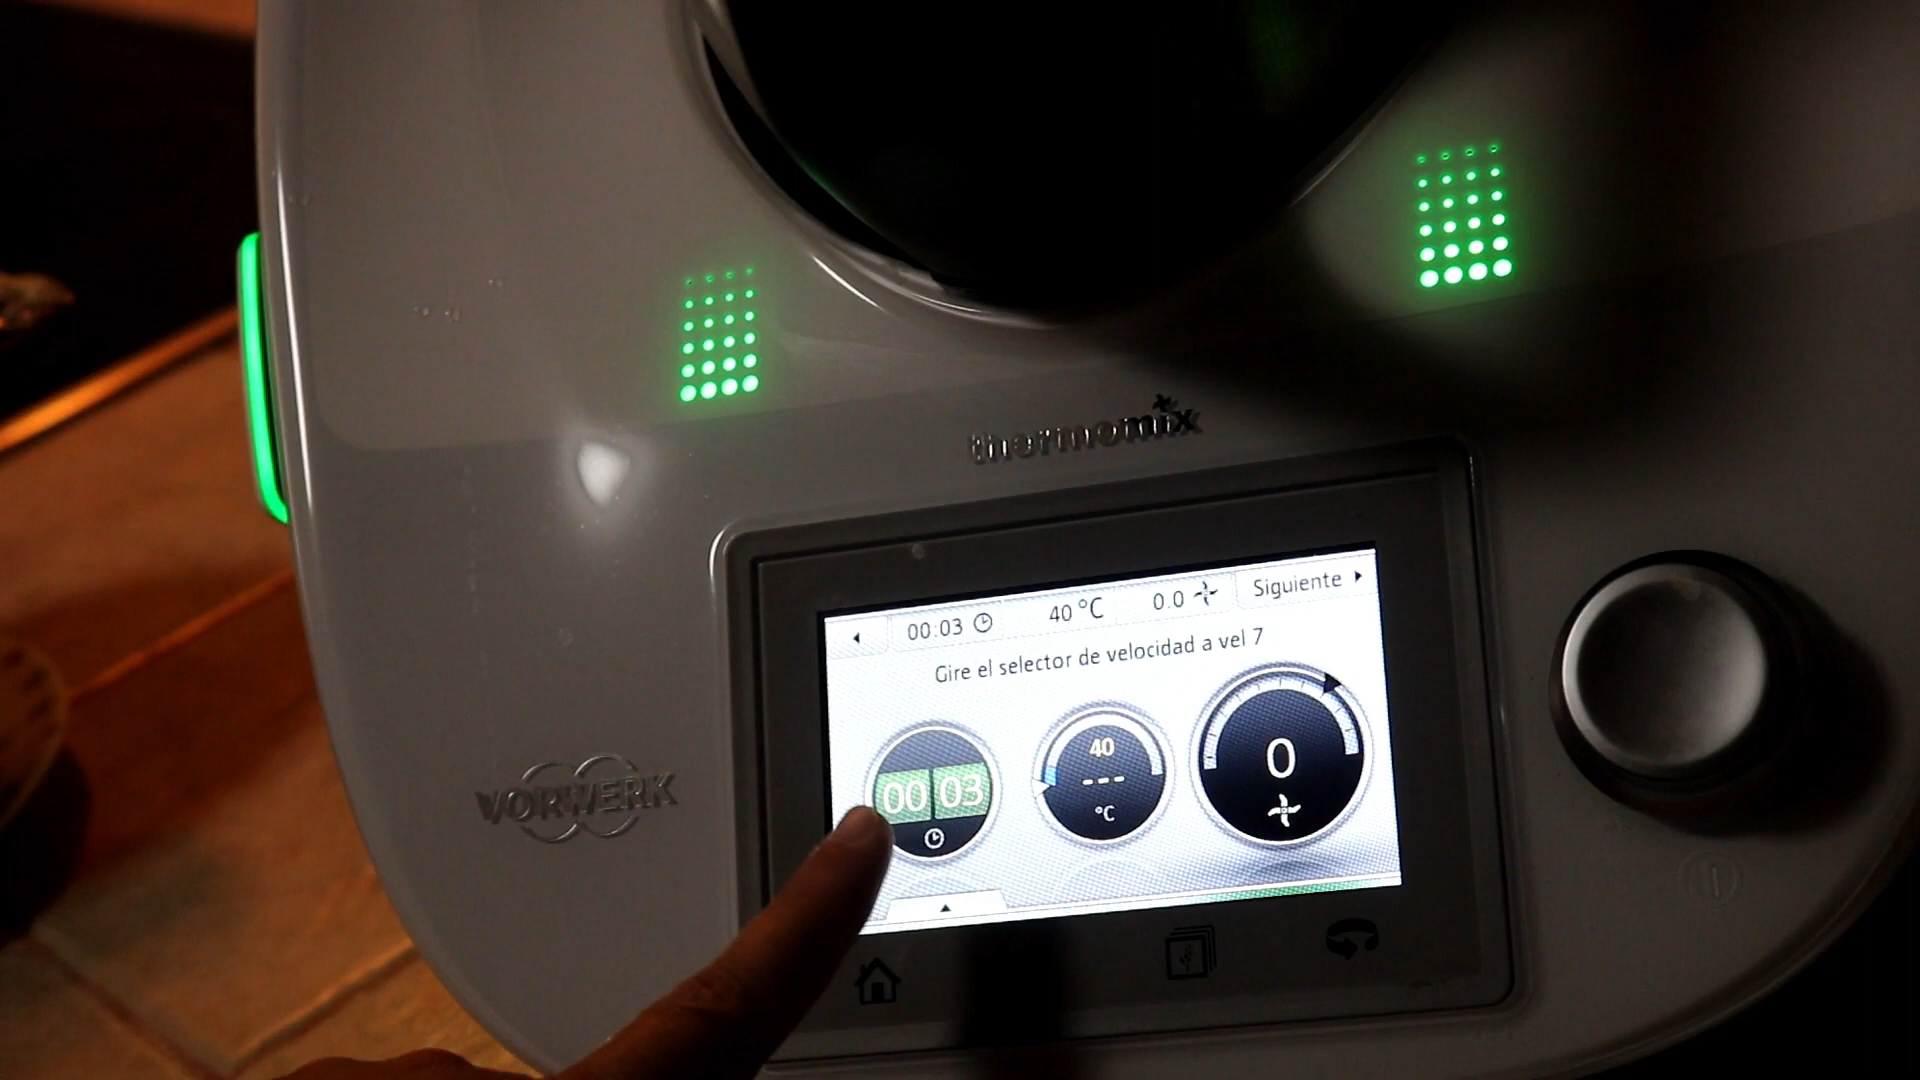 thermomix
00:03 40 °C 0.0 Siguiente
Gire el selector de velocidad a vel 7
00 03
40
---
°C
0
VORWERK